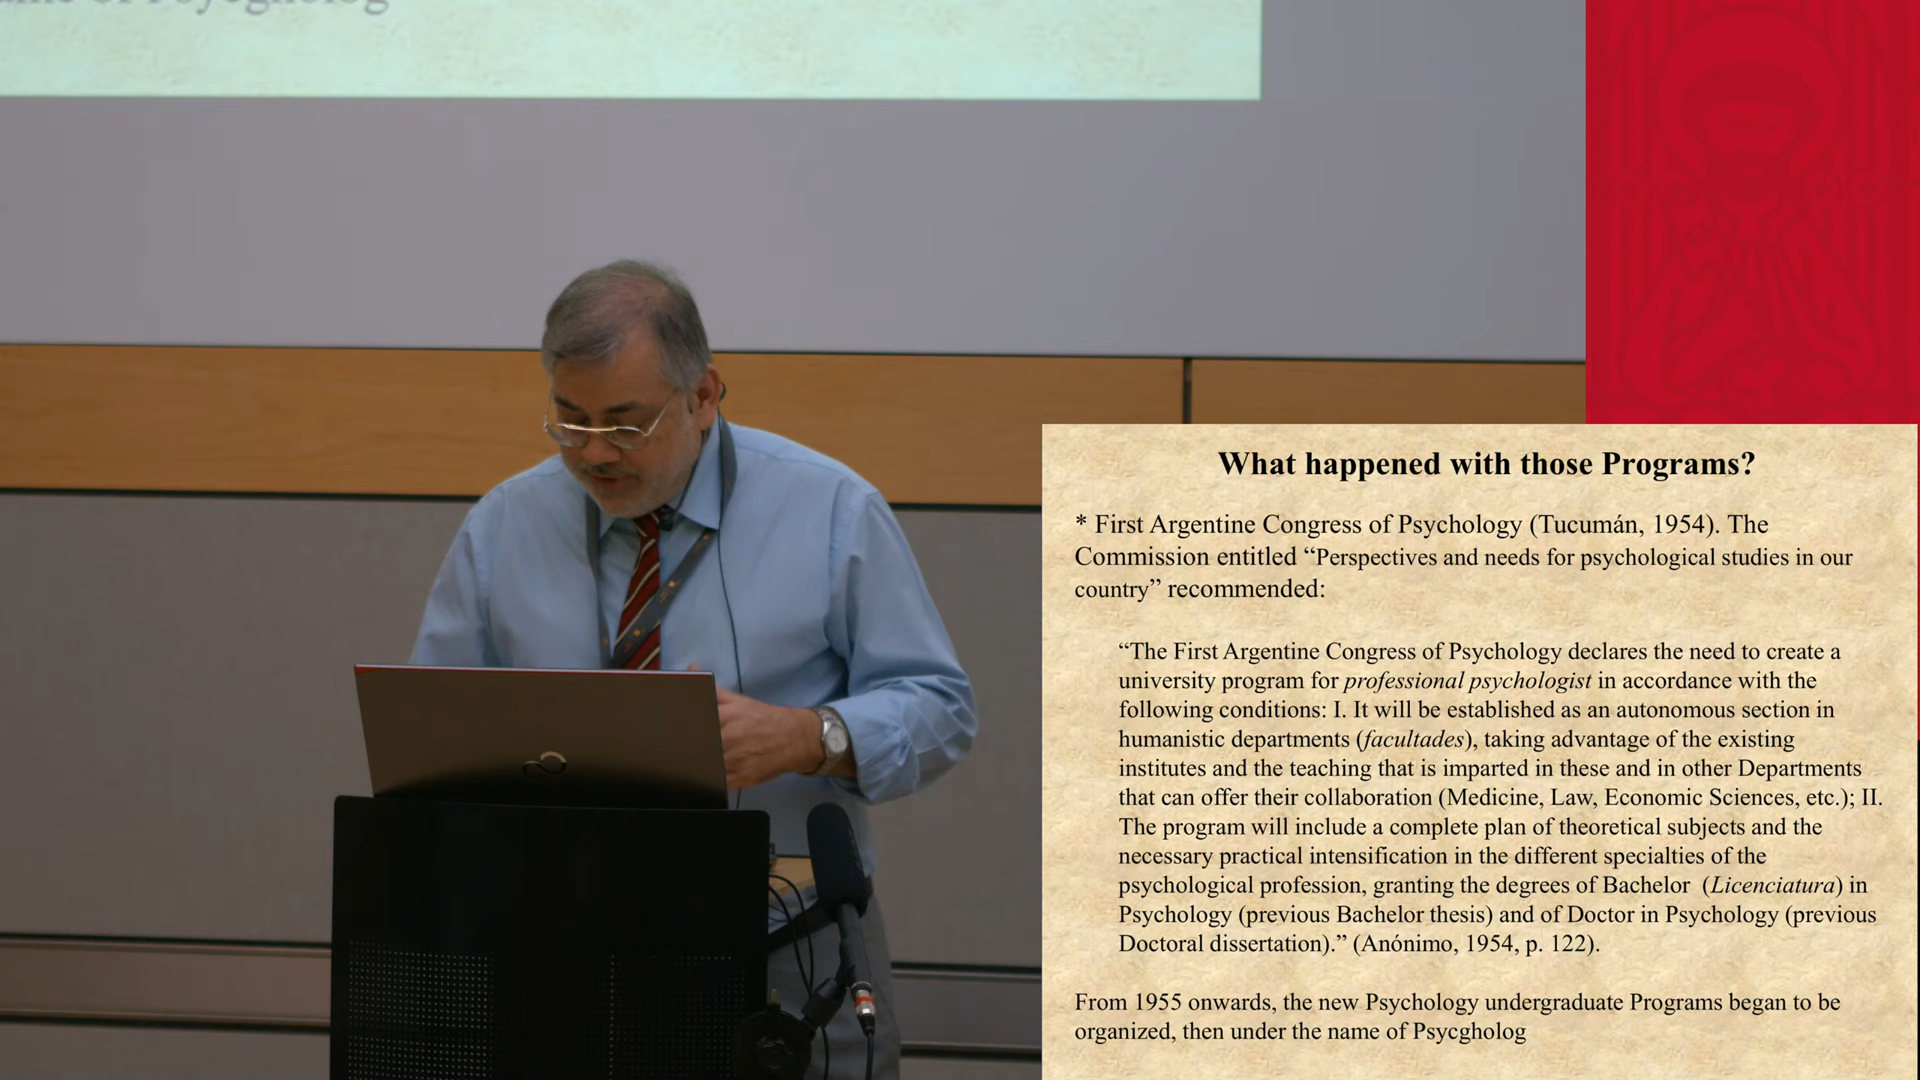 me of Psycgholog
What happened with those Programs?
* First Argentine Congress of Psychology (Tucumán, 1954). The
Commission entitled “Perspectives and needs for psychological studies in our
country” recommended:
“The First Argentine Congress of Psychology declares the need to create a
university program for professional psychologist in accordance with the
following conditions: I. It will be established as an autonomous section in
humanistic departments (facultades), taking advantage of the existing
institutes and the teaching that is imparted in these and in other Departments
that can offer their collaboration (Medicine, Law, Economic Sciences, etc.); II.
The program will include a complete plan of theoretical subjects and the
necessary practical intensification in the different specialties of the
psychological profession, granting the degrees of Bachelor (Licenciatura) in
Psychology (previous Bachelor thesis) and of Doctor in Psychology (previous
Doctoral dissertation).” (Anónimo, 1954, p. 122).
From 1955 onwards, the new Psychology undergraduate Programs began to be
organized, then under the name of Psycgholog